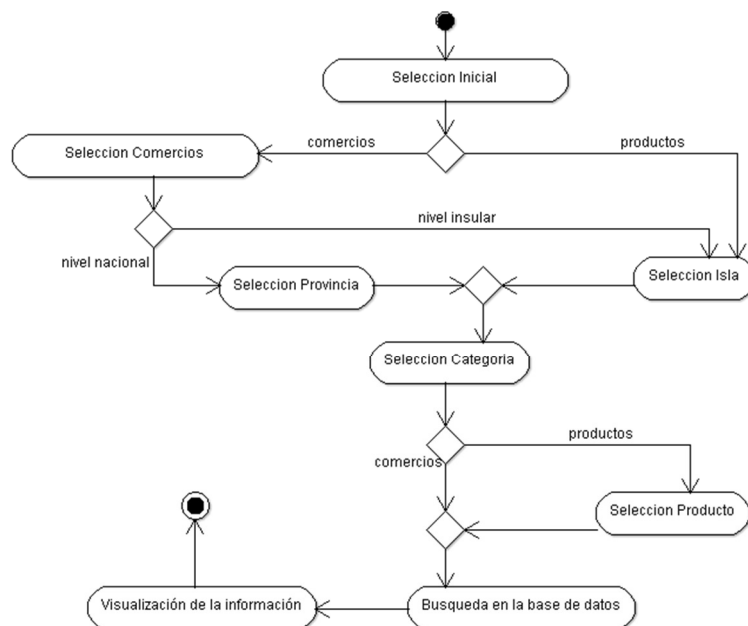 Seleccion Inicial
comercios
productos
Seleccion Comercios
nivel insular
nivel nacional
Seleccion Provincia
Seleccion Isla
Seleccion Categoria
productos
comercios
Seleccion Producto
Visualización de la información
Busqueda en la base de datos